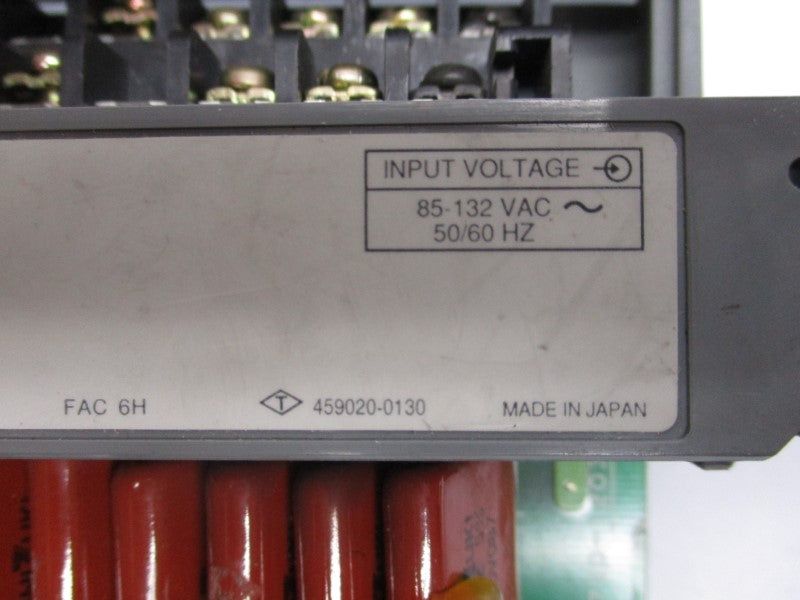 INPUT VOLTAGE
85-132 VAC ~
50/60 HZ
FAC 6H
T 459020-0130
MADE IN JAPAN